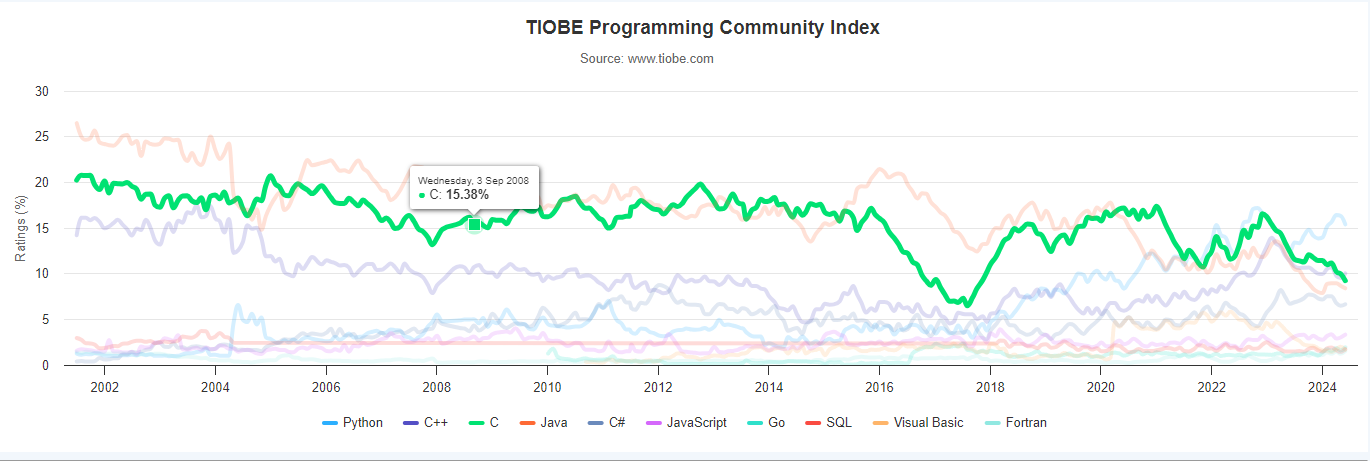 TIOBE Programming Community Index
Source: www.tiobe.com
Ratings (%)
30
25
20
15
10
5
0
Wednesday, 3 Sep 2008
● C: 15.38%
2002 2004 2006 2008 2010 2012 2014 2016 2018 2020 2022 2024
Python C++ C Java C# JavaScript Go SQL Visual Basic Fortran